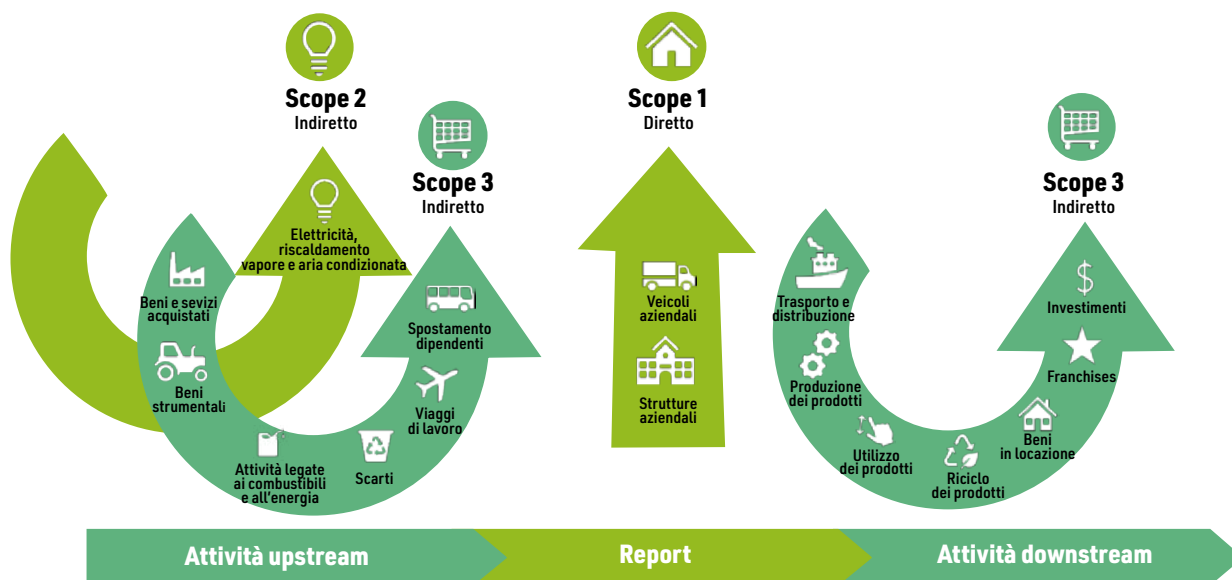 Scope 2
Indiretto
Scope 3
Indiretto
Scope 1
Diretto
Scope 3
Indiretto
Elettricità,
riscaldamento
vapore e aria condizionata
Beni e sevizi
acquistati
Beni
strumentali
Attività legate
ai combustibili
e all'energia
Scarti
Viaggi
di lavoro
Spostamento
dipendenti
Veicoli
aziendali
Strutture
aziendali
Trasporto e
distribuzione
Produzione
dei prodotti
Utilizzo
dei prodotti
Riciclo
dei prodotti
Beni
in locazione
Franchises
$
Investimenti
Attività upstream
Report
Attività downstream